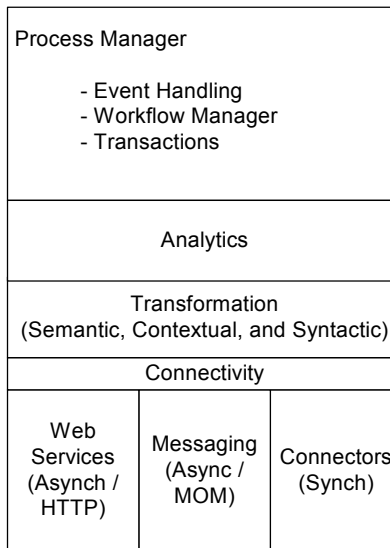 Process Manager
- Event Handling
- Workflow Manager
- Transactions
Analytics
Transformation
(Semantic, Contextual, and Syntactic)
Connectivity
Web
Services
(Asynch /
HTTP)
Messaging
(Async /
MOM)
Connectors
(Synch)